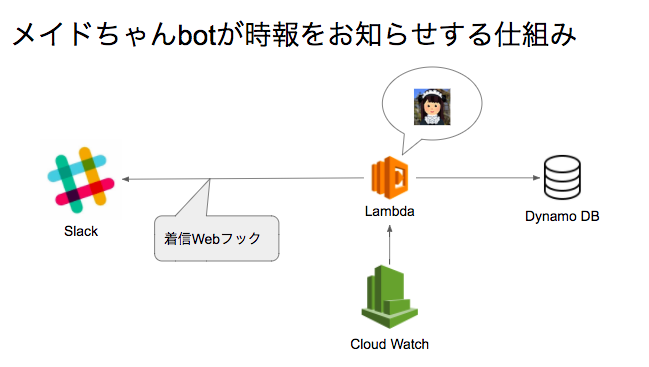 メイドちゃんbotが時報をお知らせする仕組み
Slack
着信Webフック
Lambda
Dynamo DB
Cloud Watch